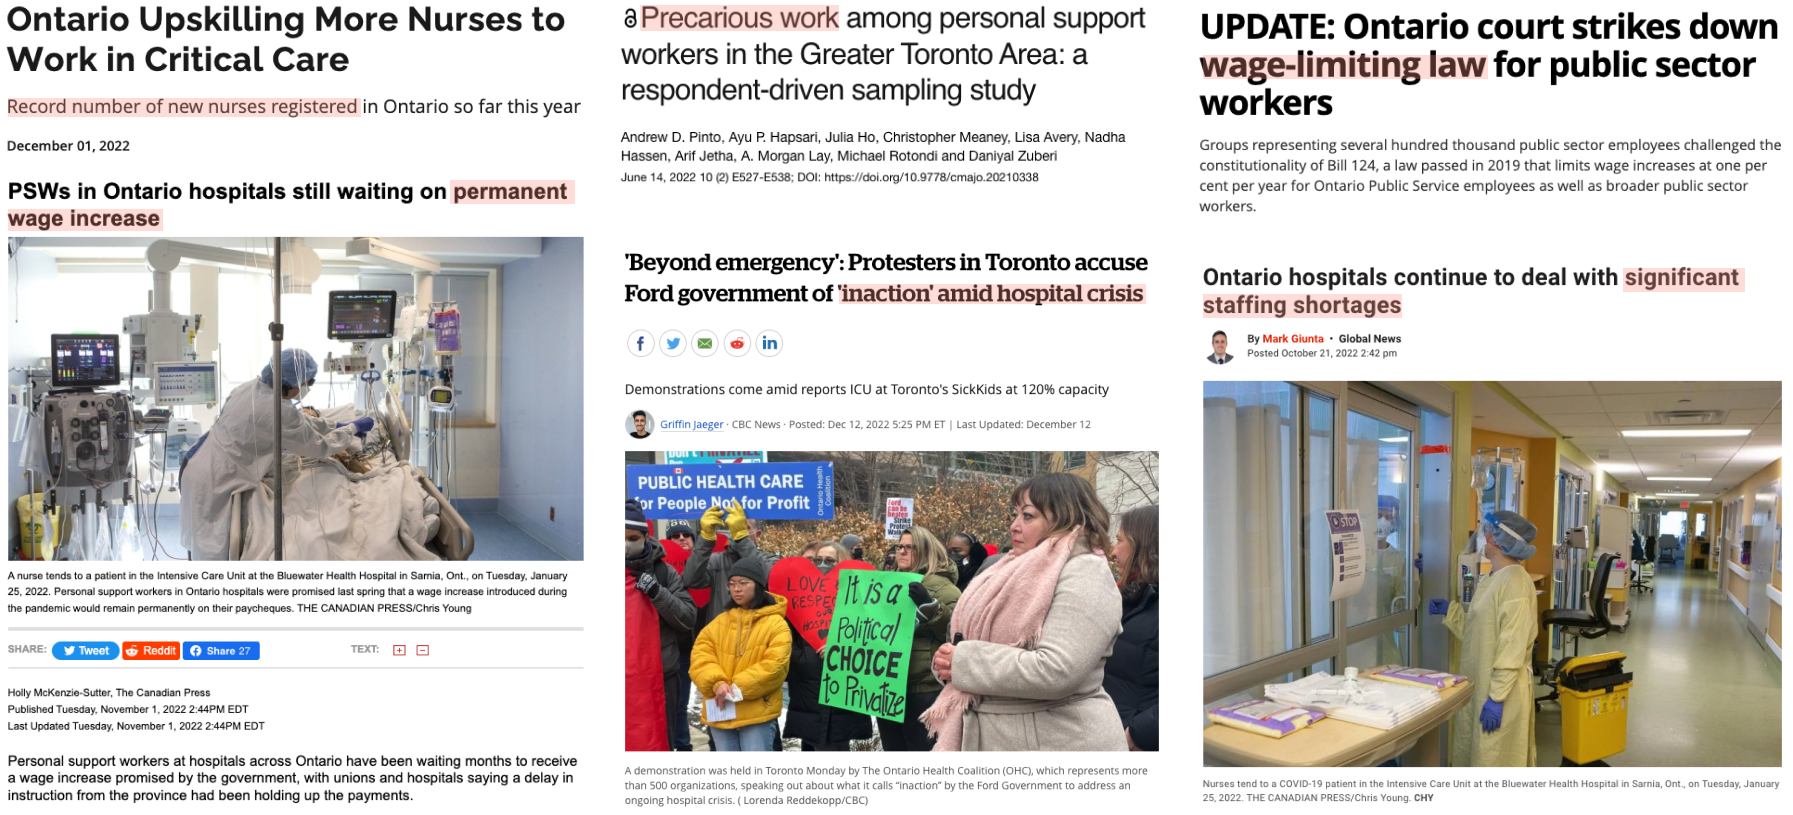 Ontario Upskilling More Nurses to
Work in Critical Care
Record number of new nurses registered in Ontario so far this year
December 01, 2022
PSWs in Ontario hospitals still waiting on permanent
wage increase
A nurse tends to a patient in the Intensive Care Unit at the Bluewater Health Hospital in Sarnia, Ont., on Tuesday, January
25, 2022. Personal support workers in Ontario hospitals were promised last spring that a wage increase introduced during
the pandemic would remain permanently on their paycheques. THE CANADIAN PRESS/Chris Young
SHARE: Tweet Reddit Share 27 TEXT:
Holly McKenzie-Sutter, The Canadian Press
Published Tuesday, November 1, 2022 2:44PM EDT
Last Updated Tuesday, November 1, 2022 2:44PM EDT
Personal support workers at hospitals across Ontario have been waiting months to receive
a wage increase promised by the government, with unions and hospitals saying a delay in
instruction from the province had been holding up the payments.
Precarious work among personal support
workers in the Greater Toronto Area: a
respondent-driven sampling study
Andrew D. Pinto, Ayu P. Hapsari, Julia Ho, Christopher Meaney, Lisa Avery, Nadha
Hassen, Arif Jetha, A. Morgan Lay, Michael Rotondi and Daniyal Zuberi
June 14, 2022 10 (2) E527-E538; DOI: https://doi.org/10.9778/cmajo.20210338
'Beyond emergency': Protesters in Toronto accuse
Ford government of 'inaction' amid hospital crisis
Demonstrations come amid reports ICU at Toronto's SickKids at 120% capacity
Griffin Jaeger · CBC News · Posted: Dec 12, 2022 5:25 PM ET | Last Updated: December 12
PUBLIC HEALTH CARE
for People Not for Profit
Ontario Health
Coalition
LOVE
RESPEC
It is a
Political
CHOICE
to Privatize
A demonstration was held in Toronto Monday by The Ontario Health Coalition (OHC), which represents more
than 500 organizations, speaking out about what it calls “inaction” by the Ford Government to address an
ongoing hospital crisis. ( Lorenda Reddekopp/CBC)
UPDATE: Ontario court strikes down
wage-limiting law for public sector
workers
Groups representing several hundred thousand public sector employees challenged the
constitutionality of Bill 124, a law passed in 2019 that limits wage increases at one per
cent per year for Ontario Public Service employees as well as broader public sector
workers.
Ontario hospitals continue to deal with significant
staffing shortages
By Mark Giunta • Global News
Posted October 21, 2022 2:42 pm
STOP
Nurses tend to a COVID-19 patient in the Intensive Care Unit at the Bluewater Health Hospital in Sarnia, Ont., on Tuesday, January
25, 2022. THE CANADIAN PRESS/Chris Young. CHY